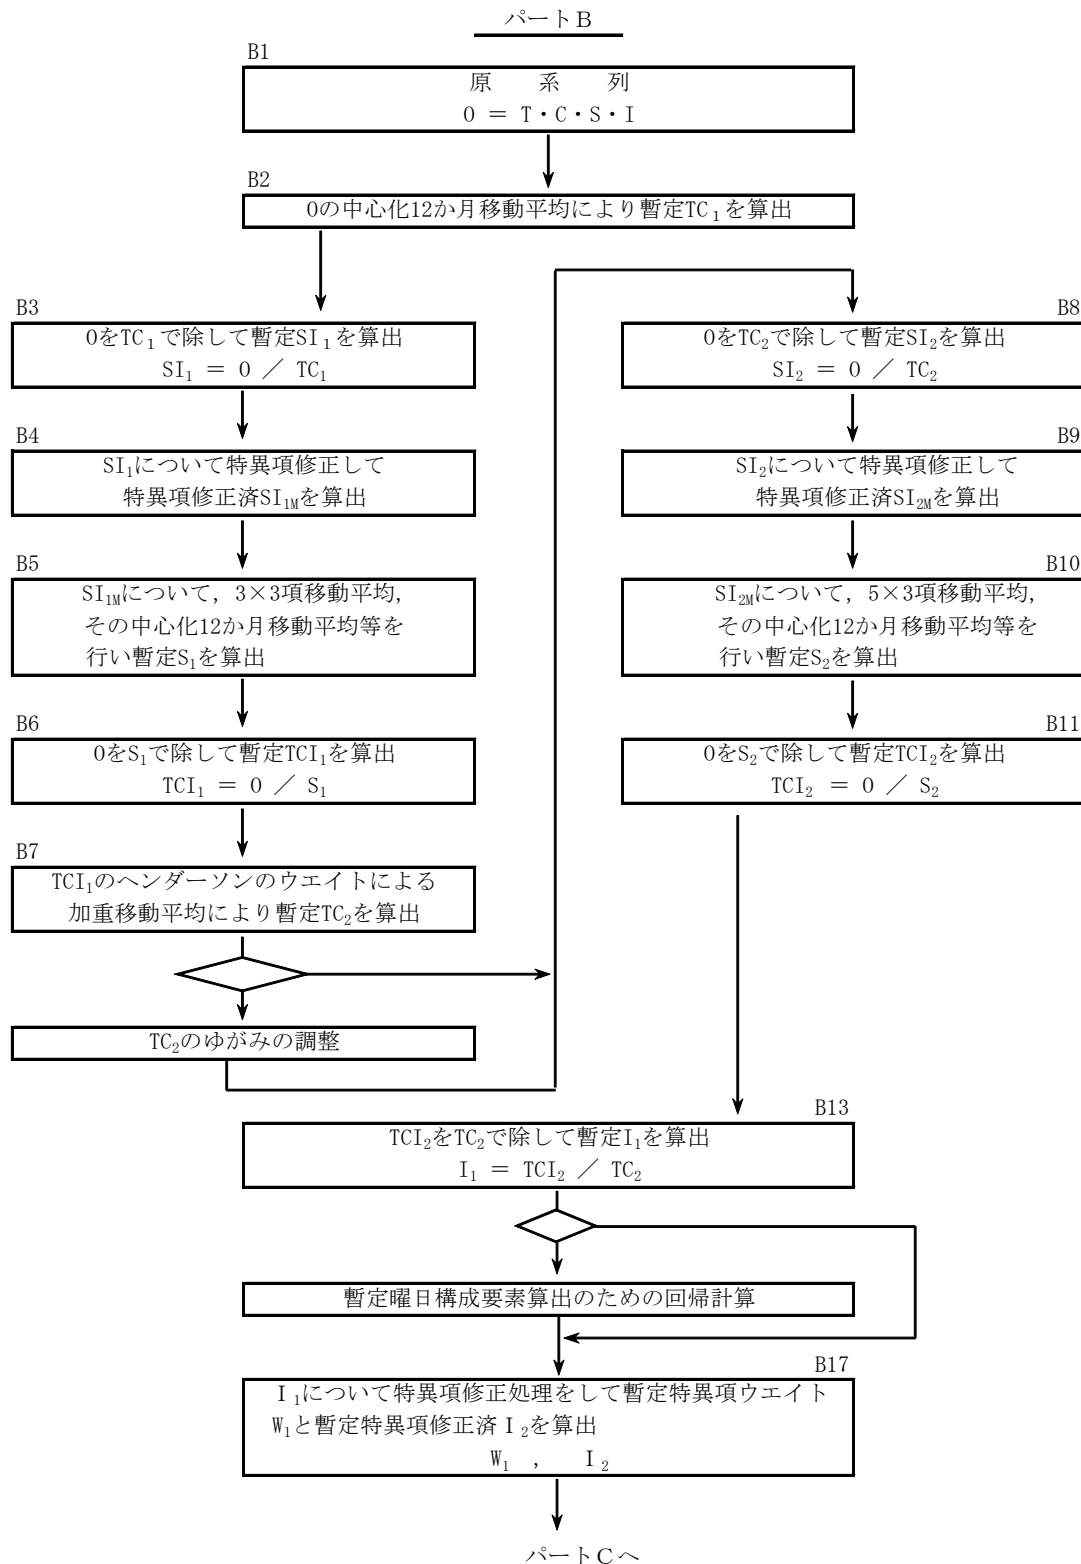 パートB
B1
原　系　列
O ＝ T・C・S・I
B2
Oの中心化12か月移動平均により暫定TC₁を算出
B3
OをTC₁で除して暫定SI₁を算出
SI₁ ＝ O ／ TC₁
B4
SI₁について特異項修正して
特異項修正済SI₁ₘを算出
B5
SI₁ₘについて，3×3項移動平均，
その中心化12か月移動平均等を
行い暫定S₁を算出
B6
OをS₁で除して暫定TCI₁を算出
TCI₁ ＝ O ／ S₁
B7
TCI₁のヘンダーソンのウエイトによる
加重移動平均により暫定TC₂を算出
TC₂のゆがみの調整
B8
OをTC₂で除して暫定SI₂を算出
SI₂ ＝ O ／ TC₂
B9
SI₂について特異項修正して
特異項修正済SI₂ₘを算出
B10
SI₂ₘについて，5×3項移動平均，
その中心化12か月移動平均等を
行い暫定S₂を算出
B11
OをS₂で除して暫定TCI₂を算出
TCI₂ ＝ O ／ S₂
B13
TCI₂をTC₂で除して暫定I₁を算出
I₁ ＝ TCI₂ ／ TC₂
暫定曜日構成要素算出のための回帰計算
B17
I₁について特異項修正処理をして暫定特異項ウエイト
W₁と暫定特異項修正済I₂を算出
W₁ ， I₂
パートCへ